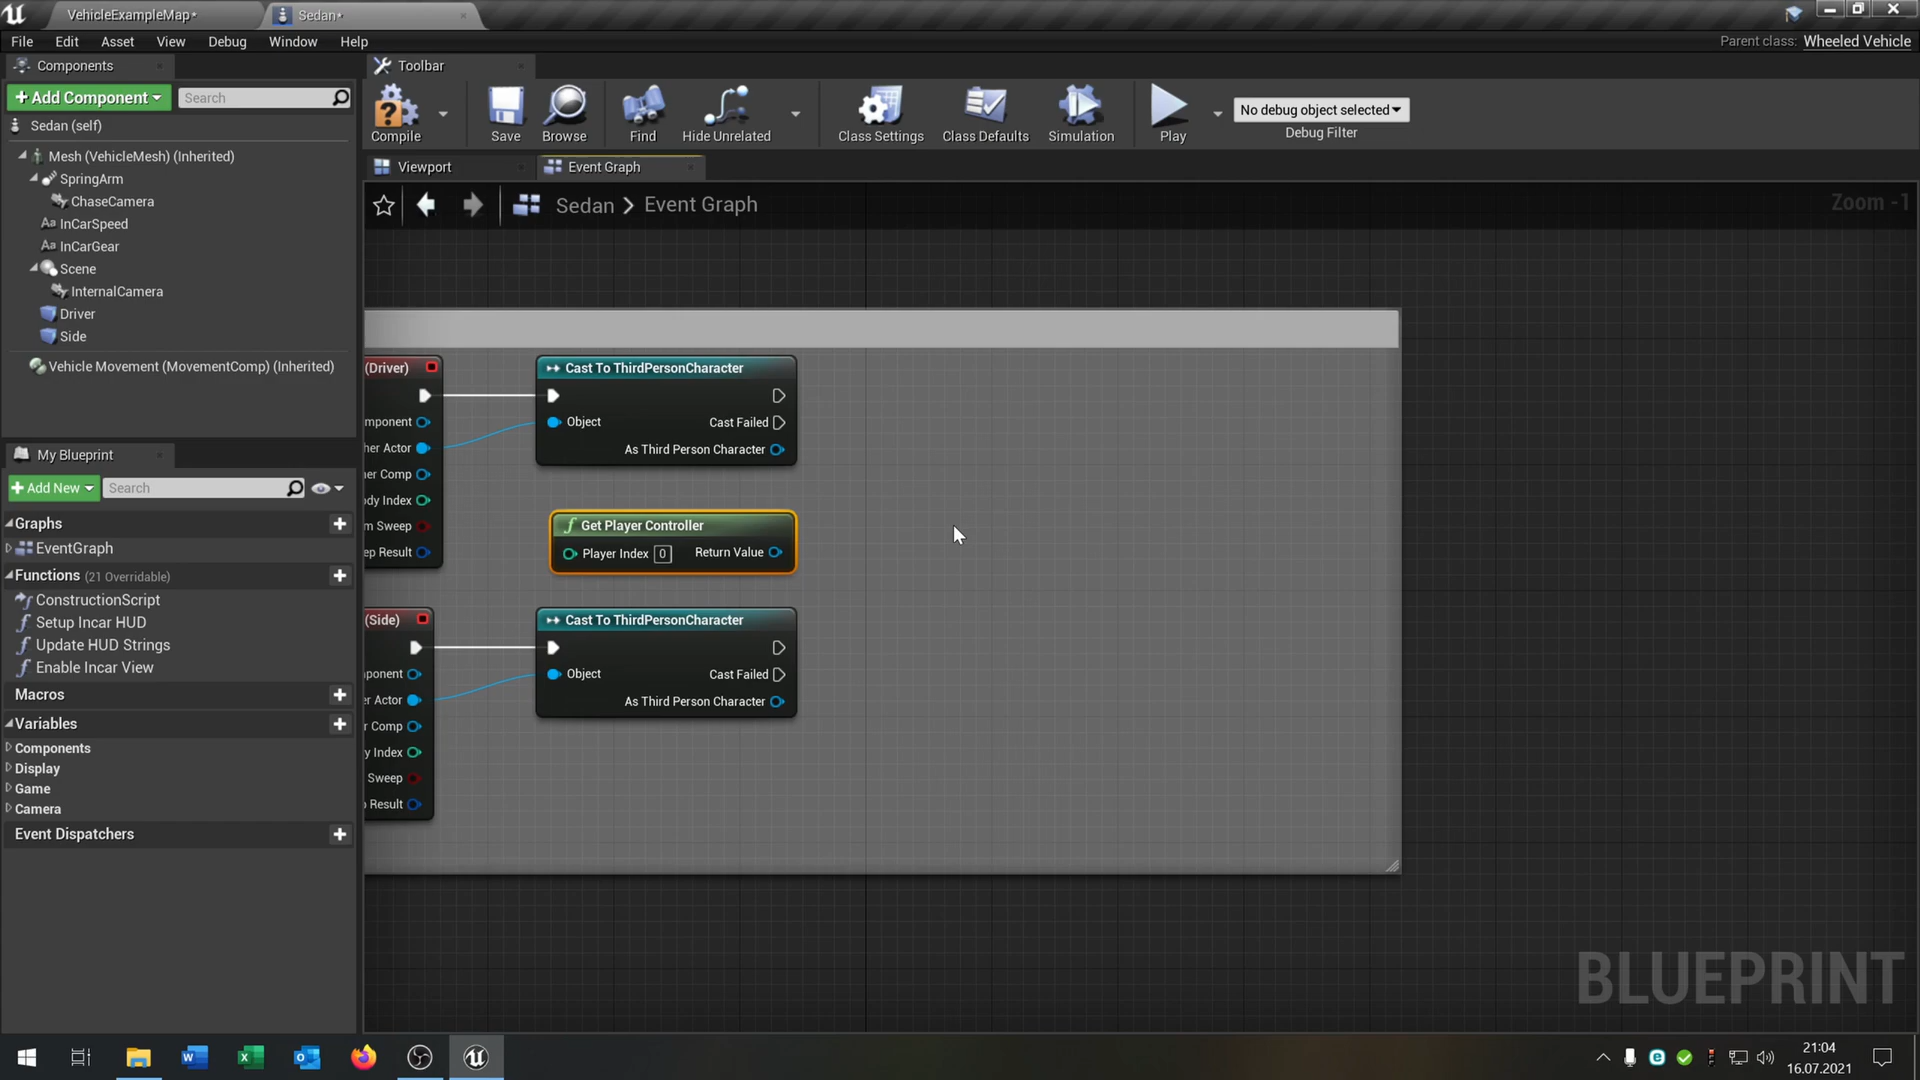 VehicleExampleMap*
Sedan*
File Edit Asset View Debug Window Help
Parent class: Wheeled Vehicle
Components
Toolbar
+ Add Component
Search
Sedan (self)
Mesh (VehicleMesh) (Inherited)
SpringArm
ChaseCamera
InCarSpeed
InCarGear
Scene
InternalCamera
Driver
Side
Vehicle Movement (MovementComp) (Inherited)
Compile
Save
Browse
Find
Hide Unrelated
Class Settings
Class Defaults
Simulation
Play
No debug object selected
Debug Filter
Viewport
Event Graph
Sedan > Event Graph
Zoom -1
My Blueprint
+ Add New
Search
Graphs
EventGraph
Functions (21 Overridable)
ConstructionScript
Setup Incar HUD
Update HUD Strings
Enable Incar View
Macros
Variables
Components
Display
Game
Camera
Event Dispatchers
(Driver)
mponent
her Actor
her Comp
dy Index
m Sweep
ep Result
Cast To ThirdPersonCharacter
Object
Cast Failed
As Third Person Character
Get Player Controller
Player Index 0
Return Value
(Side)
ponent
er Actor
r Comp
y Index
Sweep
Result
Cast To ThirdPersonCharacter
Object
Cast Failed
As Third Person Character
BLUEPRINT
21:04
16.07.2021